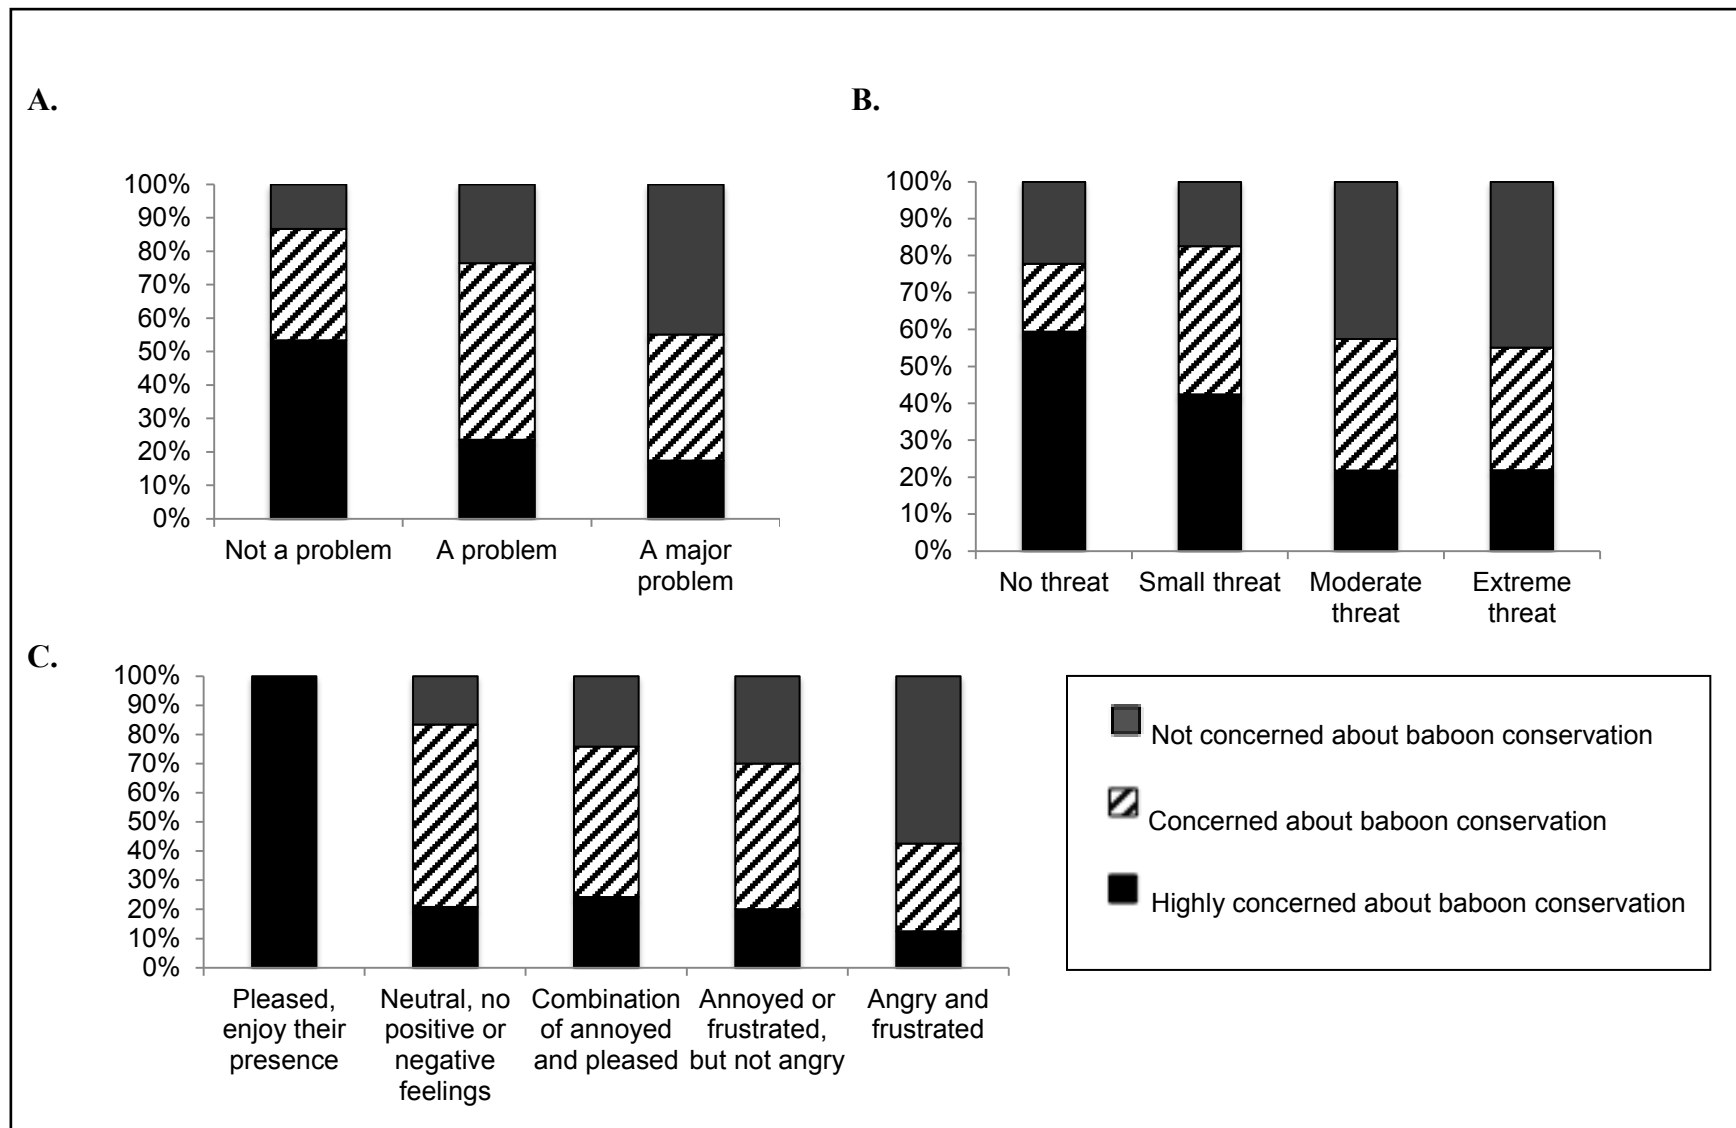 A.
100%
90%
80%
70%
60%
50%
40%
30%
20%
10%
0%
Not a problem
A problem
A major
problem
B.
100%
90%
80%
70%
60%
50%
40%
30%
20%
10%
0%
No threat
Small threat
Moderate
threat
Extreme
threat
C.
100%
90%
80%
70%
60%
50%
40%
30%
20%
10%
0%
Pleased,
enjoy their
presence
Neutral, no
positive or
negative
feelings
Combination
of annoyed
and pleased
Annoyed or
frustrated,
but not angry
Angry and
frustrated
Not concerned about baboon conservation
Concerned about baboon conservation
Highly concerned about baboon conservation